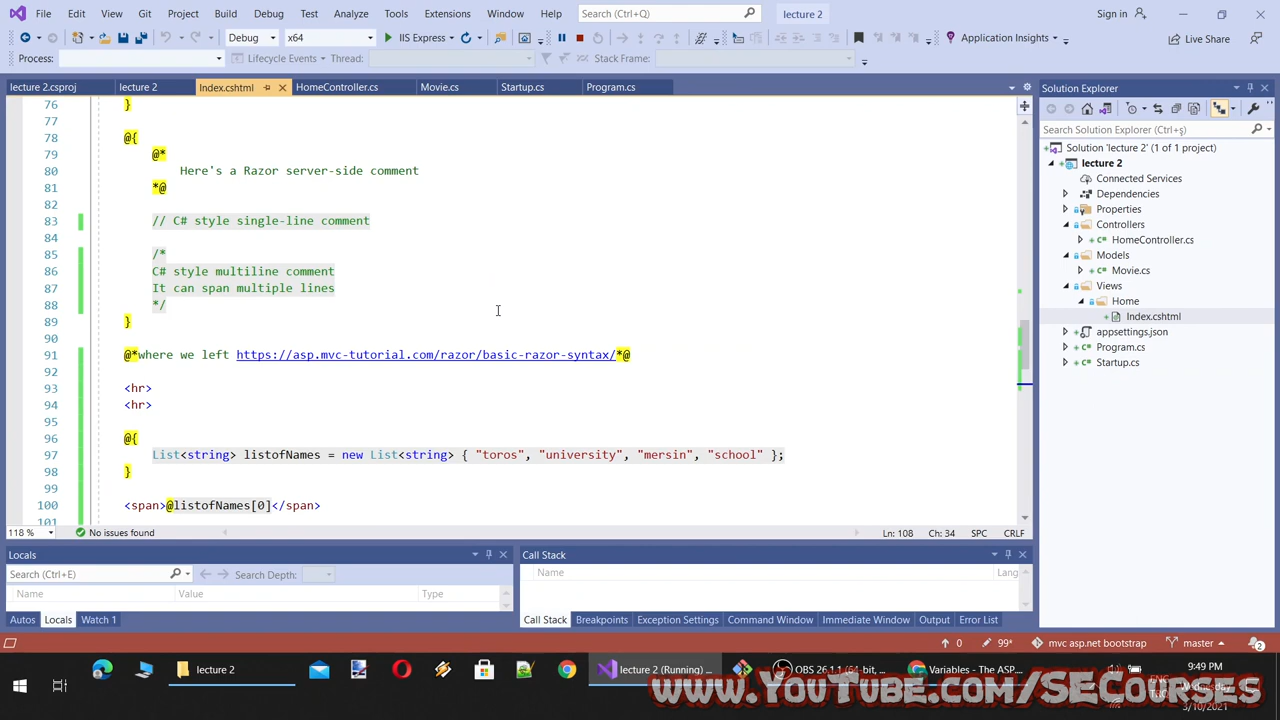 File Edit View Git Project Build Debug Test Analyze Tools Extensions Window Help Search (Ctrl+Q) lecture 2 Sign in
Debug x64 IIS Express Application Insights Live Share
Process: Lifecycle Events Thread: Stack Frame:
lecture 2.csproj lecture 2 Index.cshtml HomeController.cs Movie.cs Startup.cs Program.cs
76 }
77
78 @{
79 @*
80 Here's a Razor server-side comment
81 *@
82
83 // C# style single-line comment
84
85 /*
86 C# style multiline comment
87 It can span multiple lines
88 */
89 }
90
91 @*where we left https://asp.mvc-tutorial.com/razor/basic-razor-syntax/*@
92
93 <hr>
94 <hr>
95
96 @{
97 List<string> listofNames = new List<string> { "toros", "university", "mersin", "school" };
98 }
99
100 <span>@listofNames[0]</span>
101
118 % No issues found Ln: 108 Ch: 34 SPC CRLF
Solution Explorer
Search Solution Explorer (Ctrl+ş)
Solution 'lecture 2' (1 of 1 project)
lecture 2
Connected Services
Dependencies
Properties
Controllers
HomeController.cs
Models
Movie.cs
Views
Home
Index.cshtml
appsettings.json
Program.cs
Startup.cs
Locals
Search (Ctrl+E) Search Depth:
Name Value Type
Autos Locals Watch 1
Call Stack
Name Lang
Call Stack Breakpoints Exception Settings Command Window Immediate Window Output Error List
0 99* mvc asp.net bootstrap master 2
lecture 2 lecture 2 (Running) ... OBS 26.1.1 (64-bit, ... Variables - The ASP... ENG 9:49 PM
Wednesday
3/10/2021
www.YouTube.com/SECourses